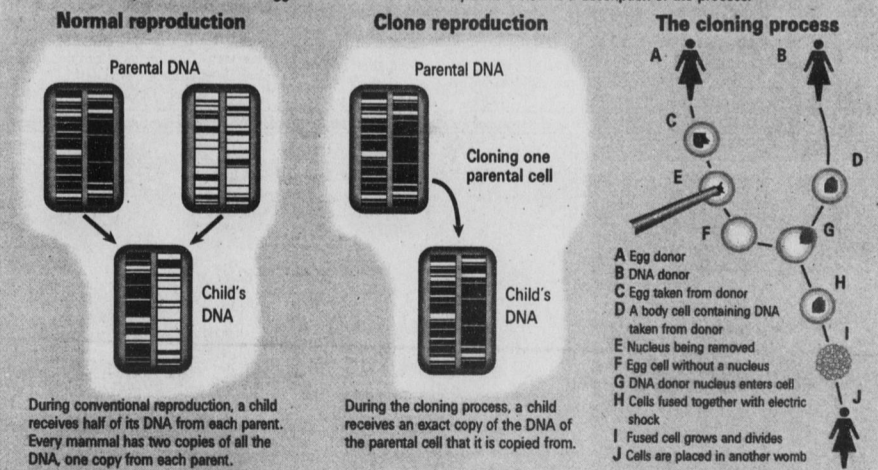 description of the process.
Normal reproduction
Parental DNA
Child's
DNA
During conventional reproduction, a child
receives half of its DNA from each parent.
Every mammal has two copies of all the
DNA, one copy from each parent.
Clone reproduction
Parental DNA
Cloning one
parental cell
Child's
DNA
During the cloning process, a child
receives an exact copy of the DNA of
the parental cell that it is copied from.
The cloning process
A
B
C
D
E
F
G
H
I
J
A Egg donor
B DNA donor
C Egg taken from donor
D A body cell containing DNA
taken from donor
E Nucleus being removed
F Egg cell without a nucleus
G DNA donor nucleus enters cell
H Cells fused together with electric
shock
I Fused cell grows and divides
J Cells are placed in another womb